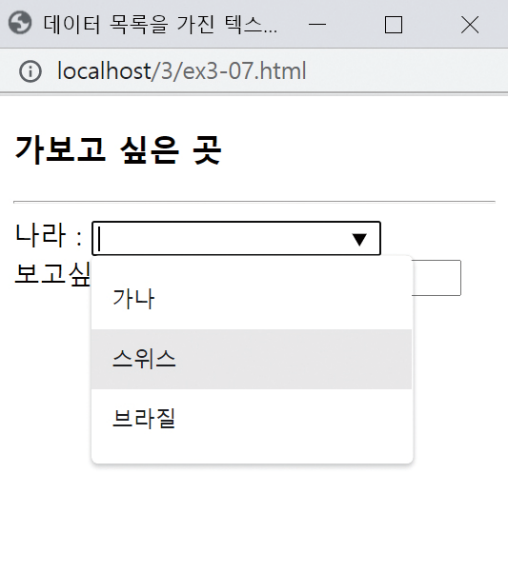 데이터 목록을 가진 텍스...
localhost/3/ex3-07.html
가보고 싶은 곳
나라 :
보고싶
가나
스위스
브라질